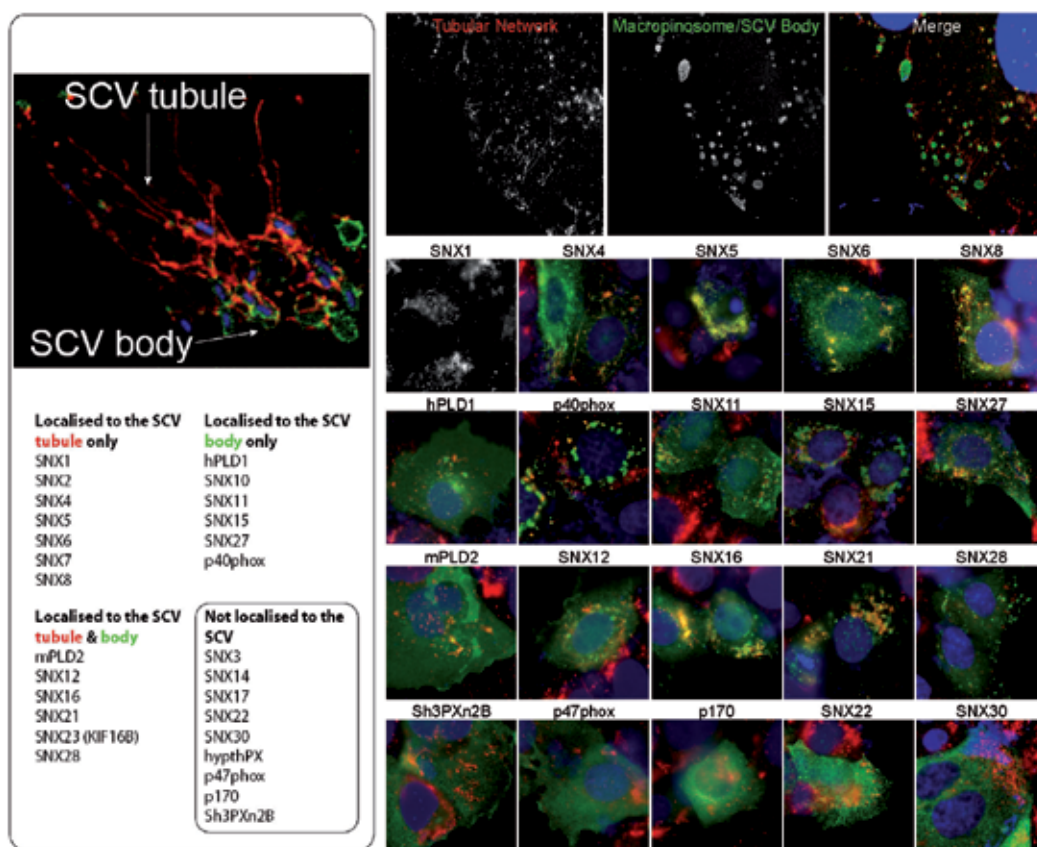 SCV tubule
SCV body
Localised to the SCV
tubule only
SNX1
SNX2
SNX4
SNX5
SNX6
SNX7
SNX8
Localised to the SCV
body only
hPLD1
SNX10
SNX11
SNX15
SNX27
p40phox
Localised to the SCV
tubule & body
mPLD2
SNX12
SNX16
SNX21
SNX23 (KIF16B)
SNX28
Not localised to the
SCV
SNX3
SNX14
SNX17
SNX22
SNX30
hypthPX
p47phox
p170
Sh3PXn2B
Tubular Network Macropinosome/SCV Body Merge
SNX1 SNX4 SNX5 SNX6 SNX8
hPLD1 p40phox SNX11 SNX15 SNX27
mPLD2 SNX12 SNX16 SNX21 SNX28
Sh3PXn2B p47phox p170 SNX22 SNX30